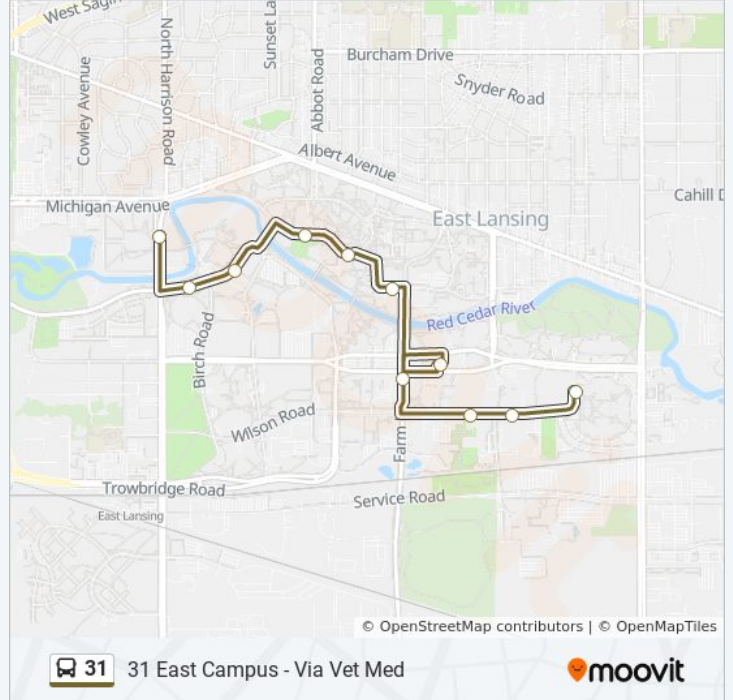 West Sagin
Sunset La
North Harrison Road
Burcham Drive
Cowley Avenue
Abbot Road
Snyder Road
Albert Avenue
Michigan Avenue
Cahill D
East Lansing
Red Cedar River
Birch Road
Wilson Road
Farm
Trowbridge Road
Service Road
East Lansing
© OpenStreetMap contributors | © OpenMapTiles
31 31 East Campus - Via Vet Med
moovit